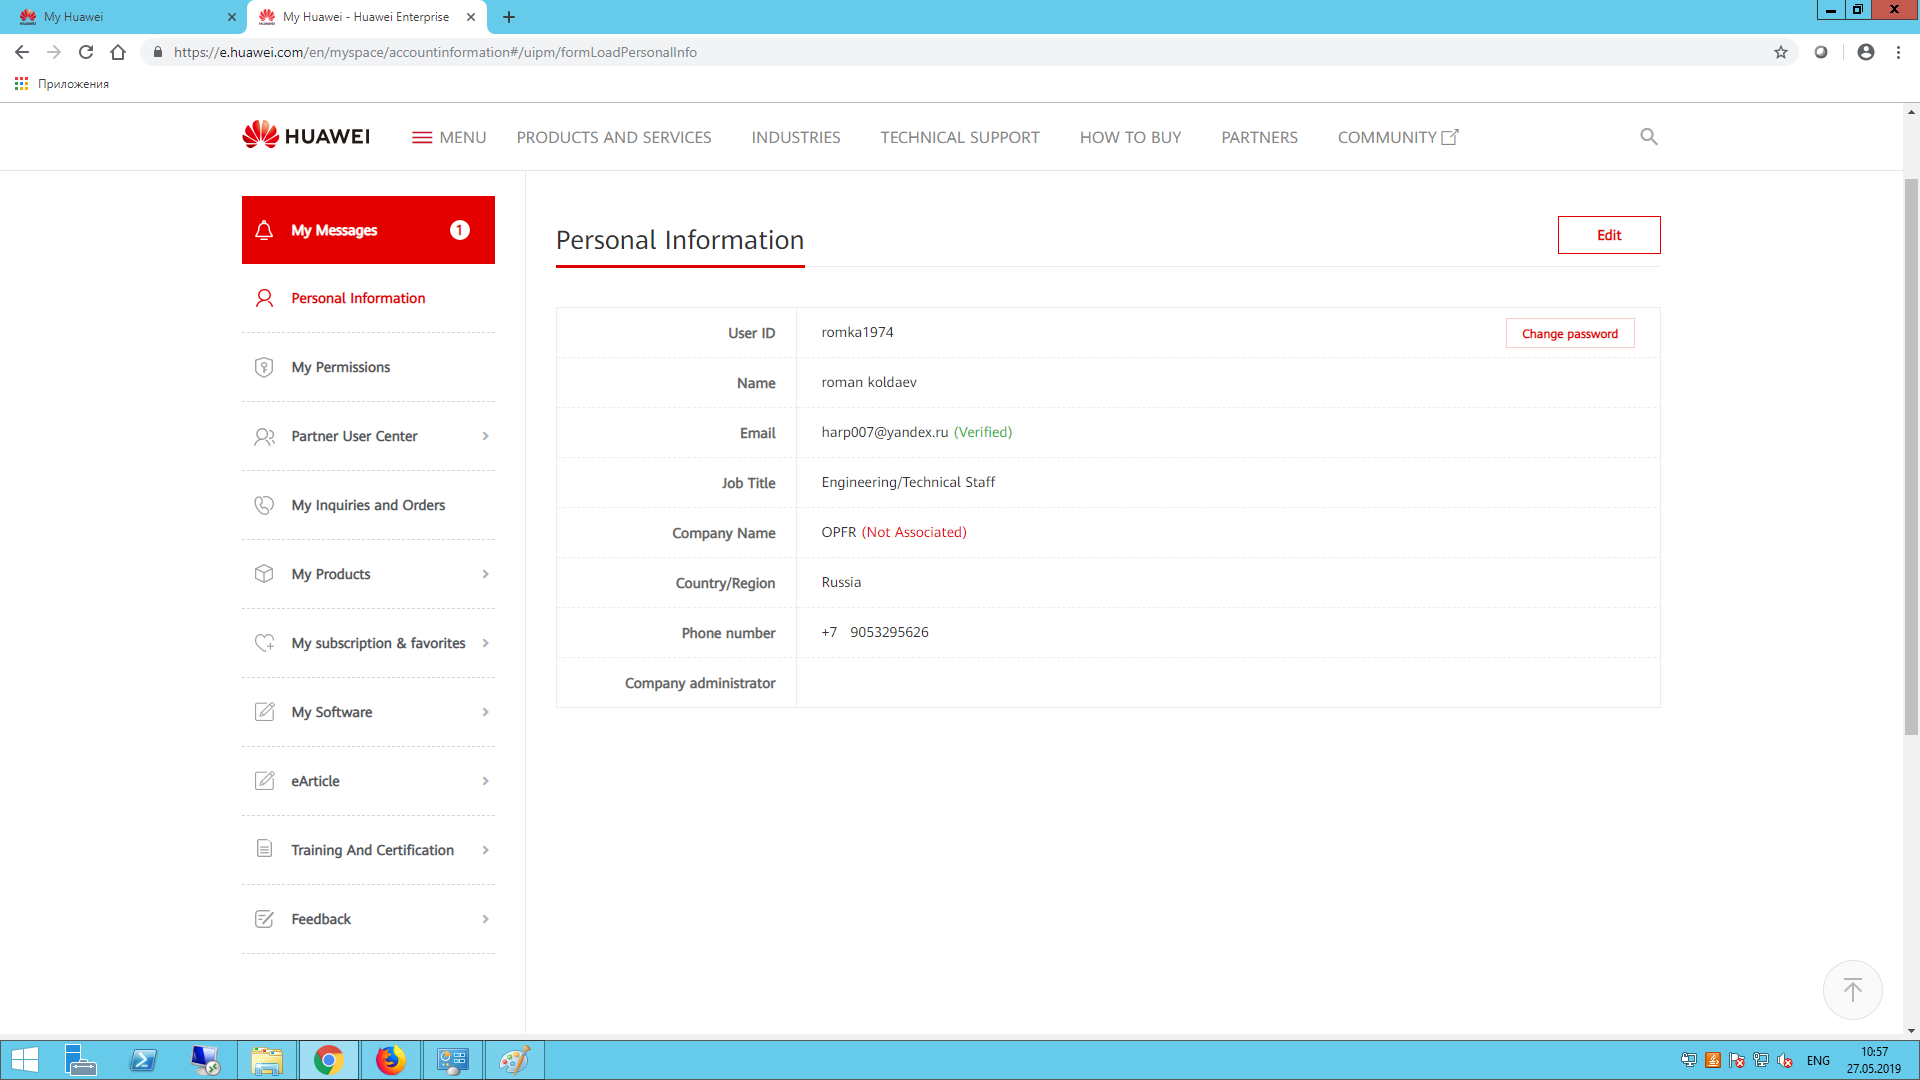 My Huawei
My Huawei - Huawei Enterprise
https://e.huawei.com/en/myspace/accountinformation#/uipm/formLoadPersonalInfo
Приложения
HUAWEI
MENU
PRODUCTS AND SERVICES
INDUSTRIES
TECHNICAL SUPPORT
HOW TO BUY
PARTNERS
COMMUNITY
My Messages 1
Personal Information
My Permissions
Partner User Center
My Inquiries and Orders
My Products
My subscription & favorites
My Software
eArticle
Training And Certification
Feedback
Personal Information
Edit
User ID romka1974 Change password
Name roman koldaev
Email harp007@yandex.ru (Verified)
Job Title Engineering/Technical Staff
Company Name OPFR (Not Associated)
Country/Region Russia
Phone number +7 9053295626
Company administrator
ENG
10:57
27.05.2019